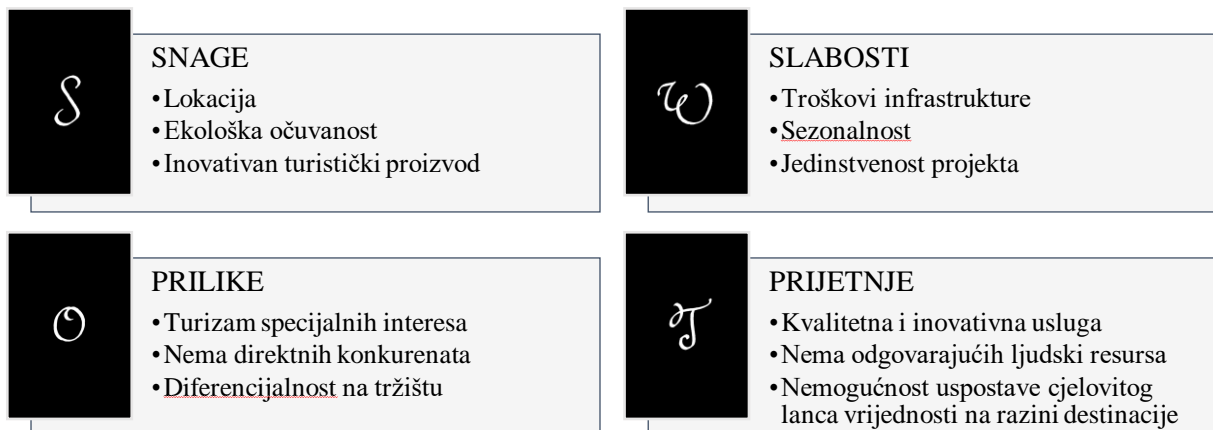 S
SNAGE
•Lokacija
•Ekološka očuvanost
•Inovativan turistički proizvod
W
SLABOSTI
•Troškovi infrastrukture
•Sezonalnost
•Jedinstvenost projekta
O
PRILIKE
•Turizam specijalnih interesa
•Nema direktnih konkurenata
•Diferencijalnost na tržištu
T
PRIJETNJE
•Kvalitetna i inovativna usluga
•Nema odgovarajućih ljudski resursa
•Nemogućnost uspostave cjelovitog
lanca vrijednosti na razini destinacije